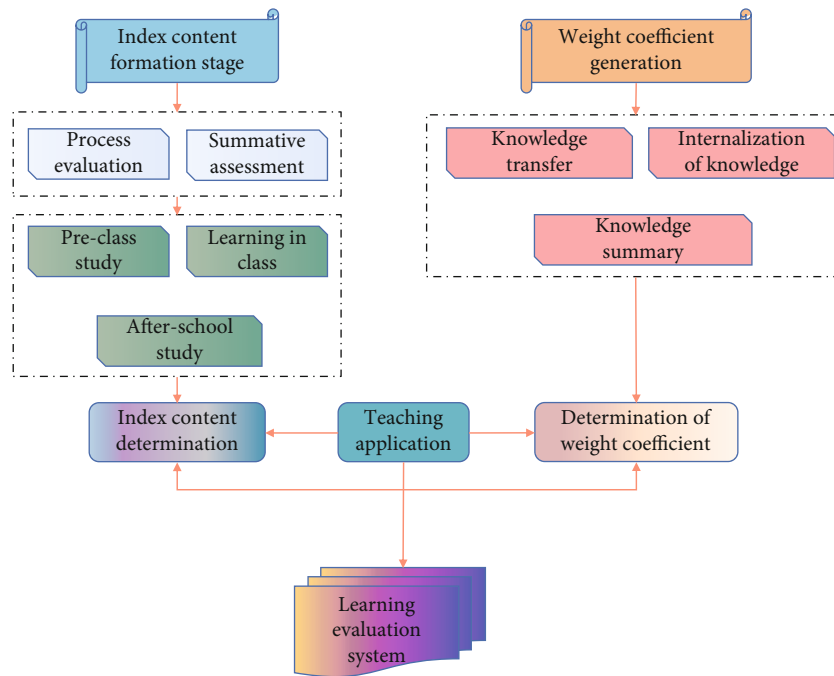 Index content
formation stage
Weight coefficient
generation
Process
evaluation
Summative
assessment
Knowledge
transfer
Internalization
of knowledge
Knowledge
summary
Pre-class
study
Learning in
class
After-school
study
Index content
determination
Teaching
application
Determination of
weight coefficient
Learning
evaluation
system